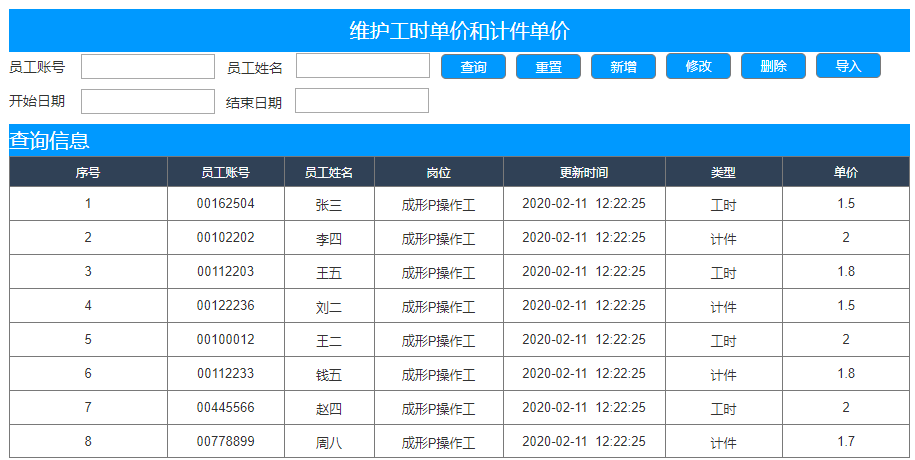 维护工时单价和计件单价
员工账号 员工姓名 查询 重置 新增 修改 删除 导入
开始日期 结束日期
查询信息
序号 员工账号 员工姓名 岗位 更新时间 类型 单价
1 00162504 张三 成形P操作工 2020-02-11 12:22:25 工时 1.5
2 00102202 李四 成形P操作工 2020-02-11 12:22:25 计件 2
3 00112203 王五 成形P操作工 2020-02-11 12:22:25 工时 1.8
4 00122236 刘二 成形P操作工 2020-02-11 12:22:25 计件 1.5
5 00100012 王二 成形P操作工 2020-02-11 12:22:25 工时 2
6 00112233 钱五 成形P操作工 2020-02-11 12:22:25 计件 1.8
7 00445566 赵四 成形P操作工 2020-02-11 12:22:25 工时 2
8 00778899 周八 成形P操作工 2020-02-11 12:22:25 计件 1.7